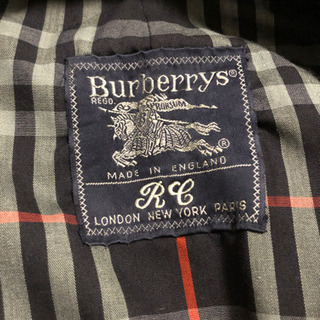 Burberrys®
REGD PRORSUM
®
MADE IN ENGLAND
RC
LONDON NEW YORK PARIS